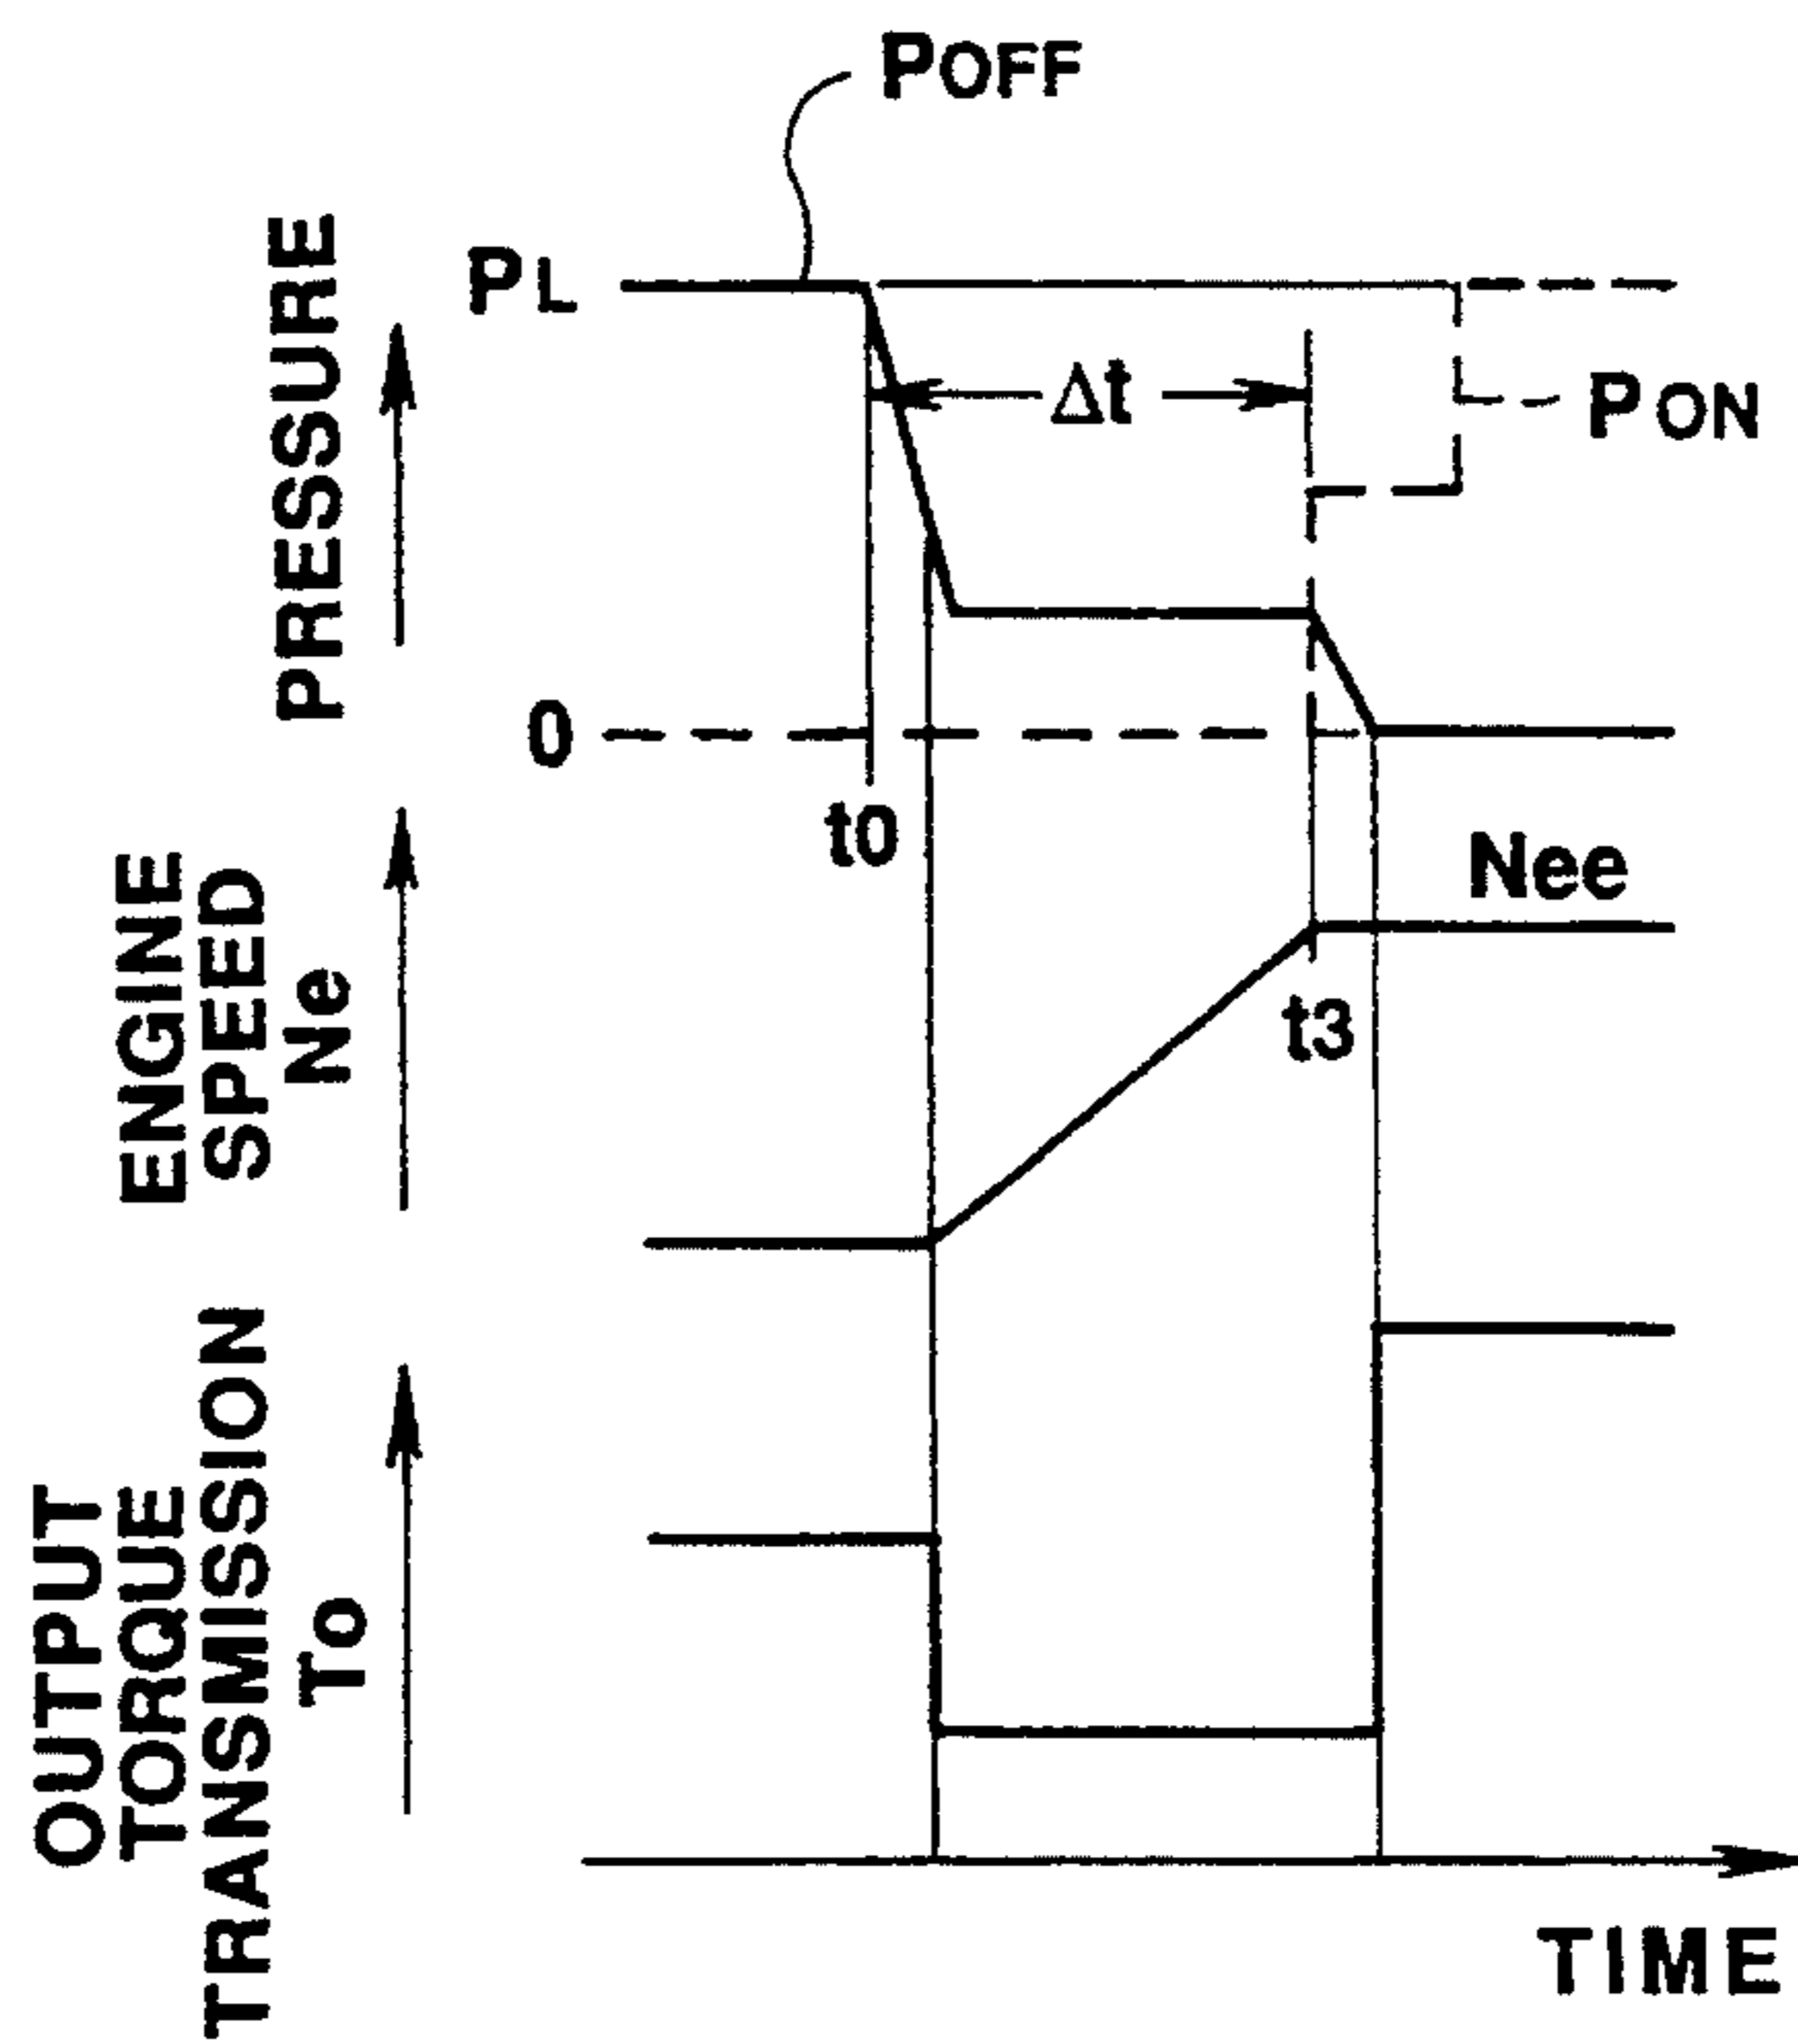 POFF
PRESSURE
PL
Δt
PON
0
t0
ENGINE
SPEED
Ne
Nee
t3
OUTPUT
TORQUE
TRANSMISSION
To
TIME